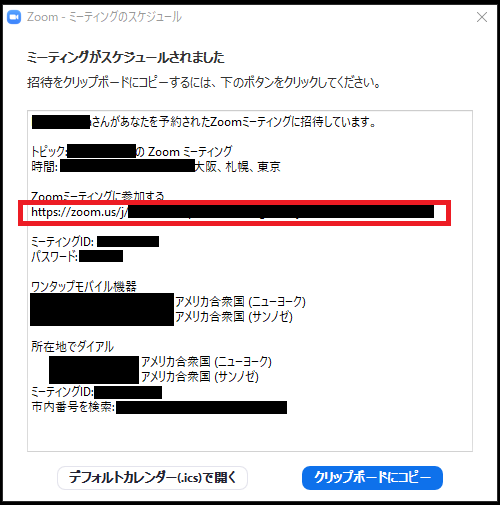 Zoom - ミーティングのスケジュール
ミーティングがスケジュールされました
招待をクリップボードにコピーするには、下のボタンをクリックしてください。
さんがあなたを予約されたZoomミーティングに招待しています。
トピック: の Zoom ミーティング
時間: 大阪、札幌、東京
Zoomミーティングに参加する
https://zoom.us/j/
ミーティングID:
パスワード:
ワンタップモバイル機器
アメリカ合衆国 (ニューヨーク)
アメリカ合衆国 (サンノゼ)
所在地でダイアル
アメリカ合衆国 (ニューヨーク)
アメリカ合衆国 (サンノゼ)
ミーティングID:
市内番号を検索:
デフォルトカレンダー(.ics)で開く
クリップボードにコピー